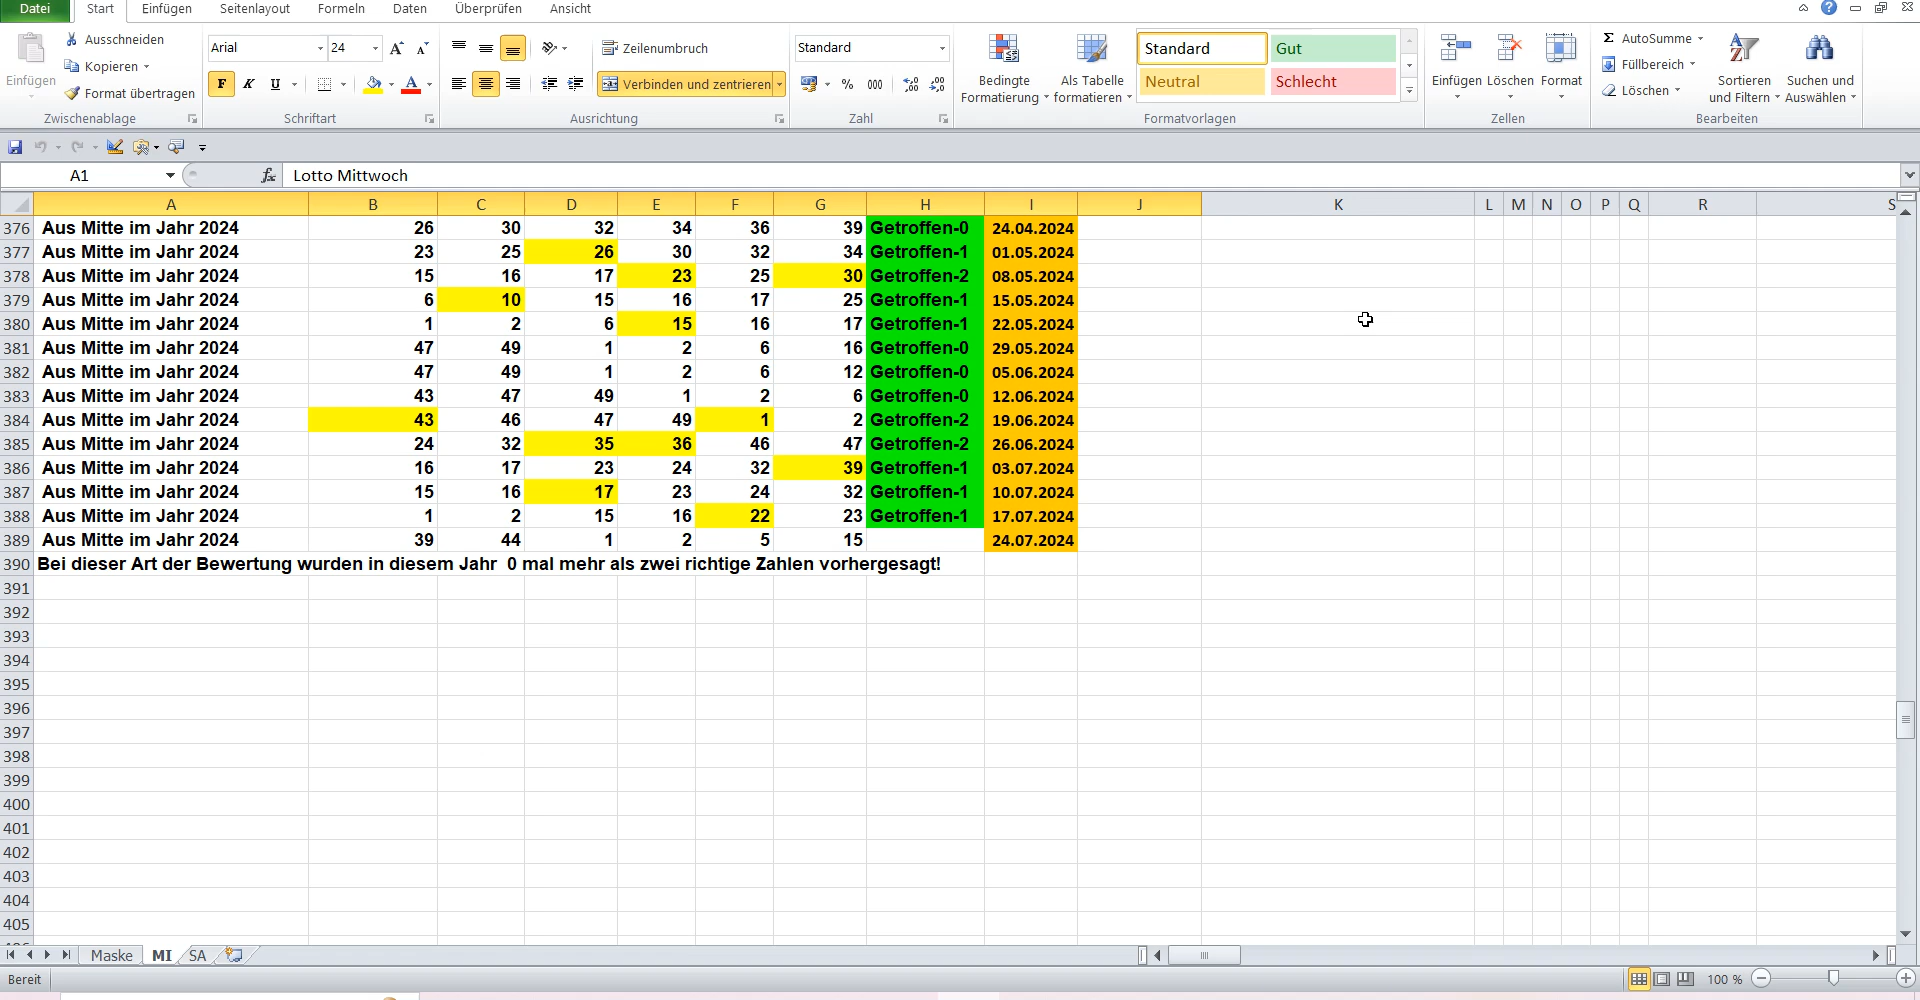 Datei Start Einfügen Seitenlayout Formeln Daten Überprüfen Ansicht
Einfügen
Ausschneiden
Kopieren
Format übertragen
Zwischenablage
Arial 24
F K U
Schriftart
Zeilenumbruch
Verbinden und zentrieren
Ausrichtung
Standard
% 000
Zahl
Bedingte Formatierung
Als Tabelle formatieren
Standard Gut
Neutral Schlecht
Formatvorlagen
Einfügen Löschen Format
Zellen
Σ AutoSumme
Füllbereich
Löschen
Sortieren und Filtern
Suchen und Auswählen
Bearbeiten
A1 fx Lotto Mittwoch
A B C D E F G H I J K L M N O P Q R S
376 Aus Mitte im Jahr 2024 26 30 32 34 36 39 Getroffen-0 24.04.2024
377 Aus Mitte im Jahr 2024 23 25 26 30 32 34 Getroffen-1 01.05.2024
378 Aus Mitte im Jahr 2024 15 16 17 23 25 30 Getroffen-2 08.05.2024
379 Aus Mitte im Jahr 2024 6 10 15 16 17 25 Getroffen-1 15.05.2024
380 Aus Mitte im Jahr 2024 1 2 6 15 16 17 Getroffen-1 22.05.2024
381 Aus Mitte im Jahr 2024 47 49 1 2 6 16 Getroffen-0 29.05.2024
382 Aus Mitte im Jahr 2024 47 49 1 2 6 12 Getroffen-0 05.06.2024
383 Aus Mitte im Jahr 2024 43 47 49 1 2 6 Getroffen-0 12.06.2024
384 Aus Mitte im Jahr 2024 43 46 47 49 1 2 Getroffen-2 19.06.2024
385 Aus Mitte im Jahr 2024 24 32 35 36 46 47 Getroffen-2 26.06.2024
386 Aus Mitte im Jahr 2024 16 17 23 24 32 39 Getroffen-1 03.07.2024
387 Aus Mitte im Jahr 2024 15 16 17 23 24 32 Getroffen-1 10.07.2024
388 Aus Mitte im Jahr 2024 1 2 15 16 22 23 Getroffen-1 17.07.2024
389 Aus Mitte im Jahr 2024 39 44 1 2 5 15 24.07.2024
390 Bei dieser Art der Bewertung wurden in diesem Jahr 0 mal mehr als zwei richtige Zahlen vorhergesagt!
391
392
393
394
395
396
397
398
399
400
401
402
403
404
405
Maske MI SA
Bereit 100 %